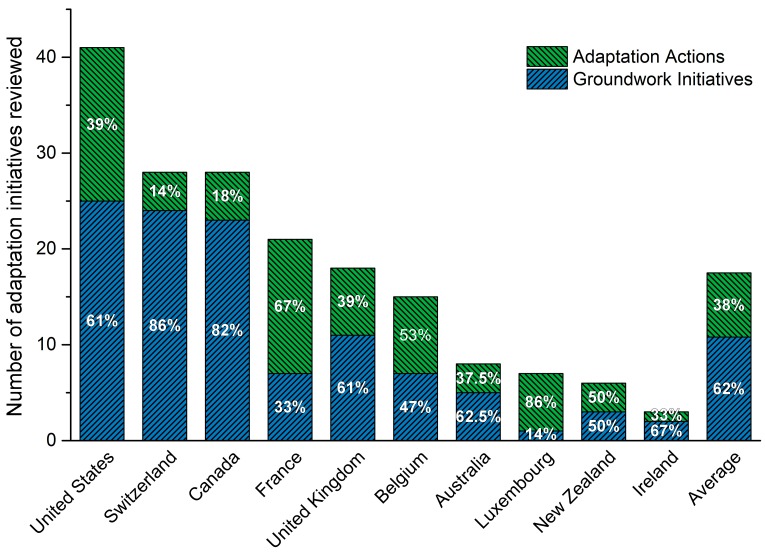 Number of adaptation initiatives reviewed
40
30
20
10
0
Adaptation Actions
Groundwork Initiatives
39%
61%
14%
86%
18%
82%
67%
33%
39%
61%
53%
47%
37.5%
62.5%
86%
14%
50%
50%
33%
67%
38%
62%
United States
Switzerland
Canada
France
United Kingdom
Belgium
Australia
Luxembourg
New Zealand
Ireland
Average